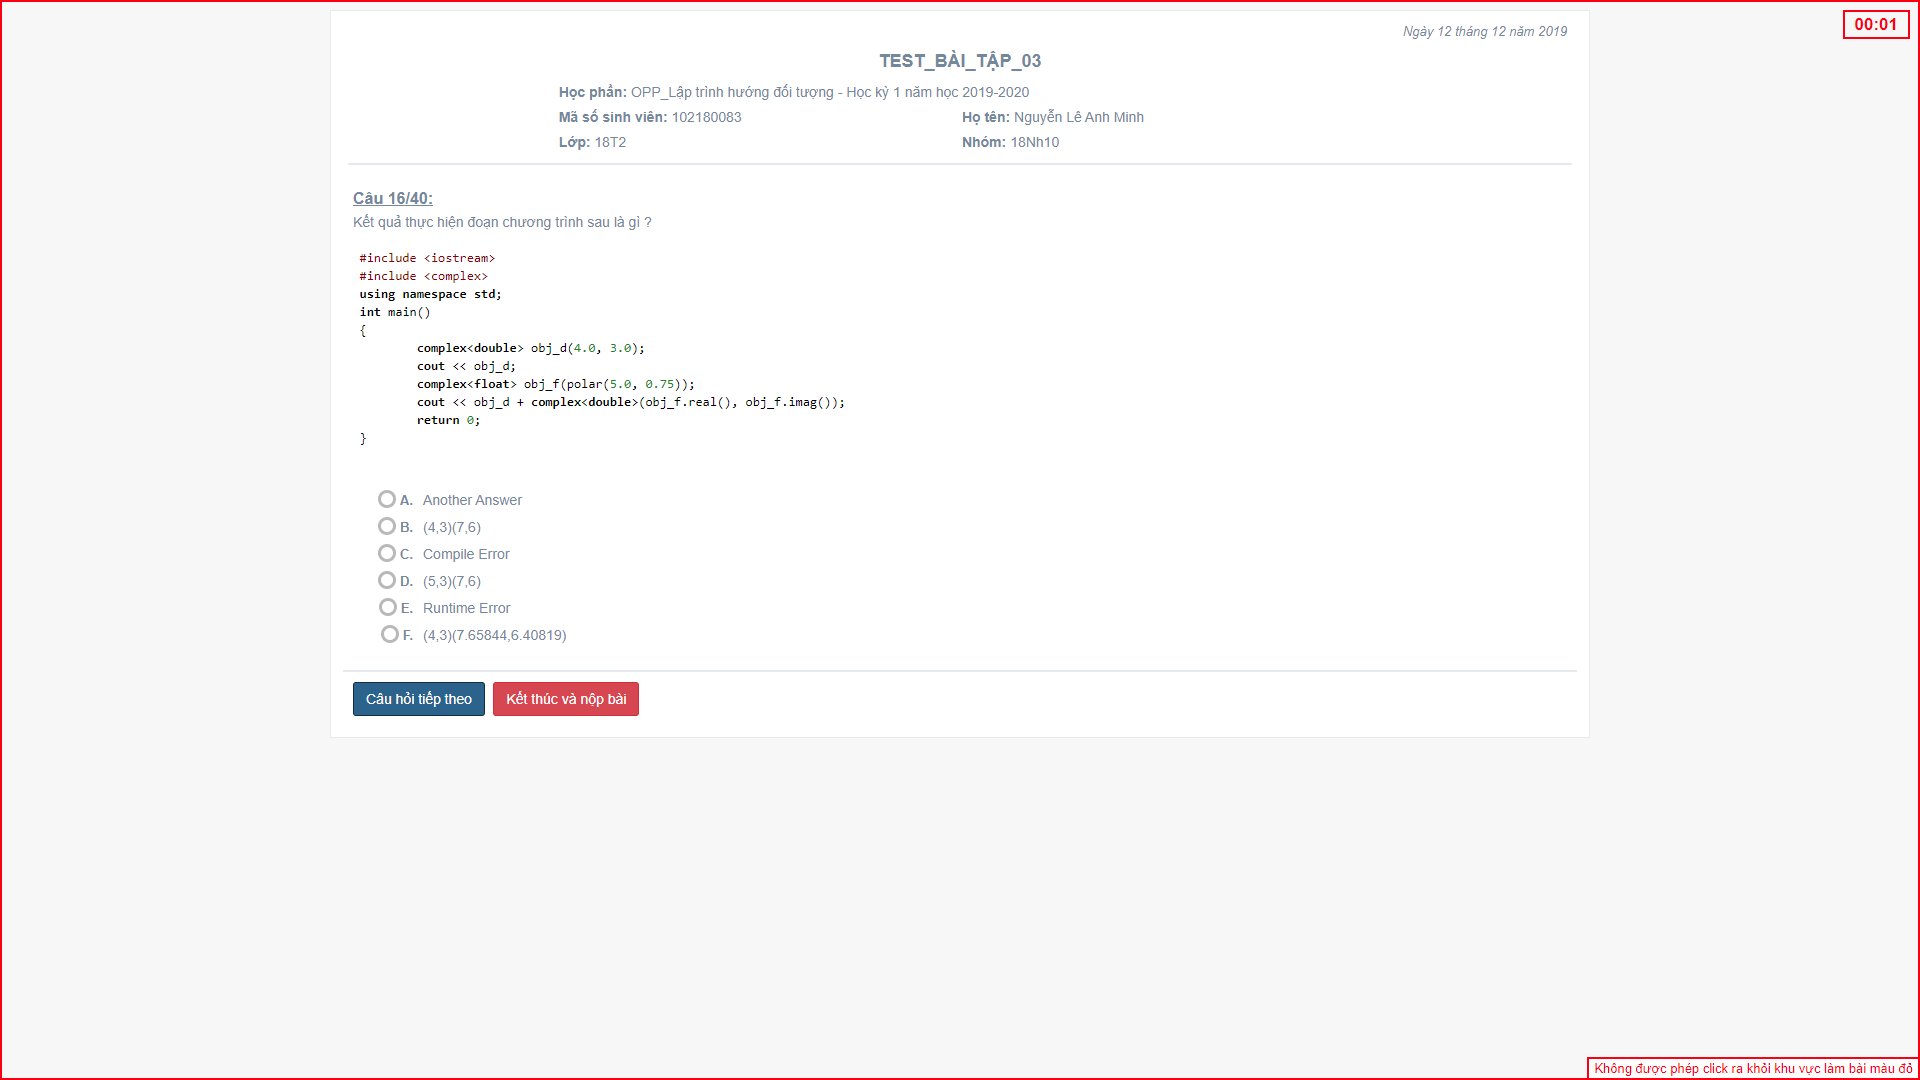 00:01
Ngày 12 tháng 12 năm 2019
TEST_BÀI_TẬP_03
Học phần: OPP_Lập trình hướng đối tượng - Học kỳ 1 năm học 2019-2020
Mã số sinh viên: 102180083 Họ tên: Nguyễn Lê Anh Minh
Lớp: 18T2 Nhóm: 18Nh10
Câu 16/40:
Kết quả thực hiện đoạn chương trình sau là gì ?
#include <iostream>
#include <complex>
using namespace std;
int main()
{
complex<double> obj_d(4.0, 3.0);
cout << obj_d;
complex<float> obj_f(polar(5.0, 0.75));
cout << obj_d + complex<double>(obj_f.real(), obj_f.imag());
return 0;
}
A. Another Answer
B. (4,3)(7,6)
C. Compile Error
D. (5,3)(7,6)
E. Runtime Error
F. (4,3)(7.65844,6.40819)
Câu hỏi tiếp theo Kết thúc và nộp bài
Không được phép click ra khỏi khu vực làm bài màu đỏ